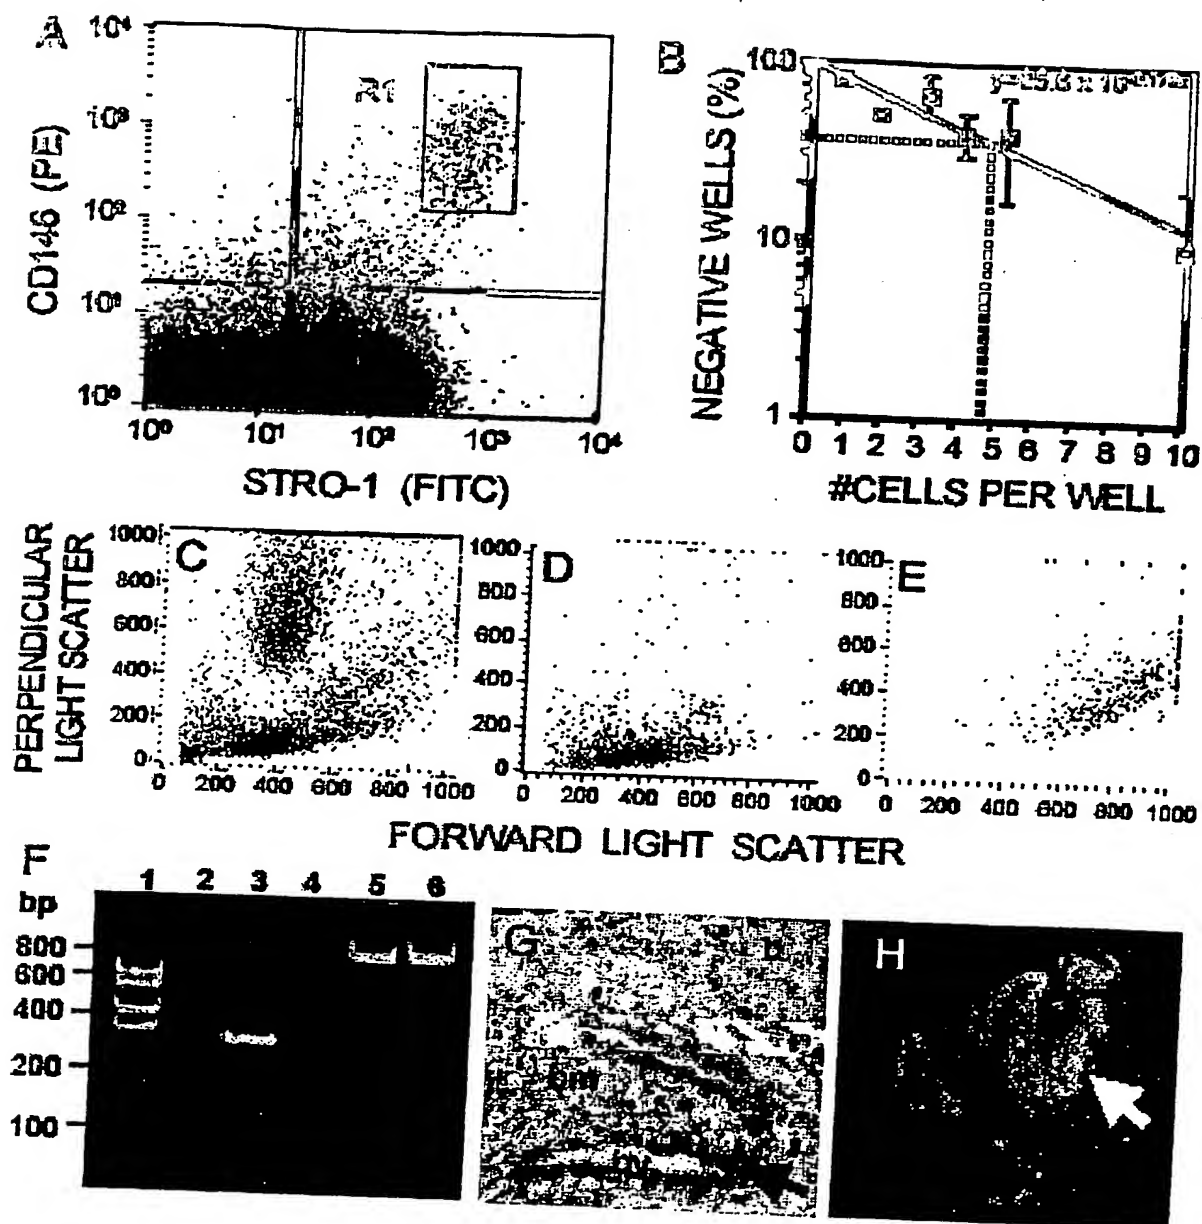 A
10⁴
10³
10²
10¹
10⁰
CD146 (PE)
R1
10⁰ 10¹ 10² 10³ 10⁴
STRO-1 (FITC)
B
100
10
1
NEGATIVE WELLS (%)
0 1 2 3 4 5 6 7 8 9 10
#CELLS PER WELL
PERPENDICULAR
LIGHT SCATTER
C
1000
800
600
400
200
0
0 200 400 600 800 1000
D
1000
800
600
400
200
0
0 200 400 600 800 1000
E
1000
800
600
400
200
0
0 200 400 600 800 1000
FORWARD LIGHT SCATTER
F
1 2 3 4 5 6
bp
800
600
400
200
100
G
b
bm
bv
H